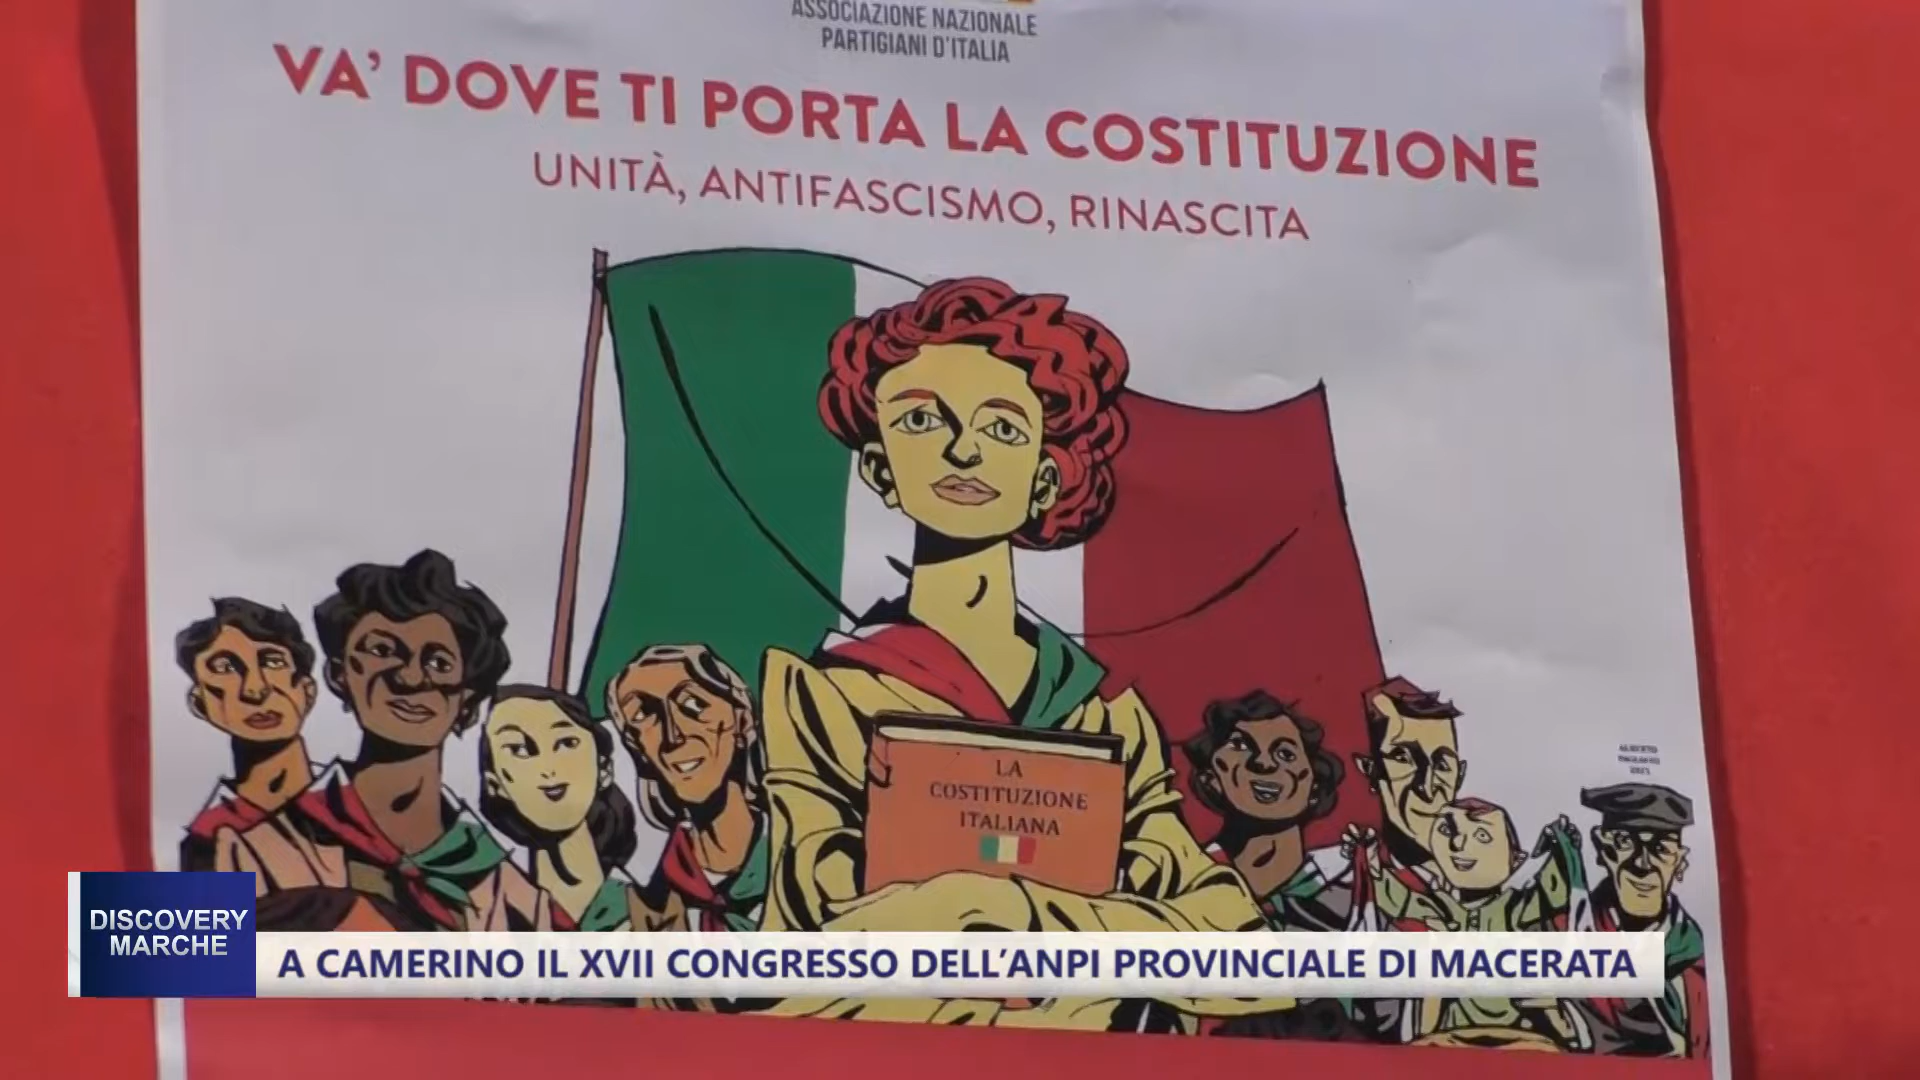 ASSOCIAZIONE NAZIONALE
PARTIGIANI D'ITALIA
VA' DOVE TI PORTA LA COSTITUZIONE
UNITÀ, ANTIFASCISMO, RINASCITA
LA
COSTITUZIONE
ITALIANA
DISCOVERY
MARCHE
A CAMERINO IL XVII CONGRESSO DELL'ANPI PROVINCIALE DI MACERATA